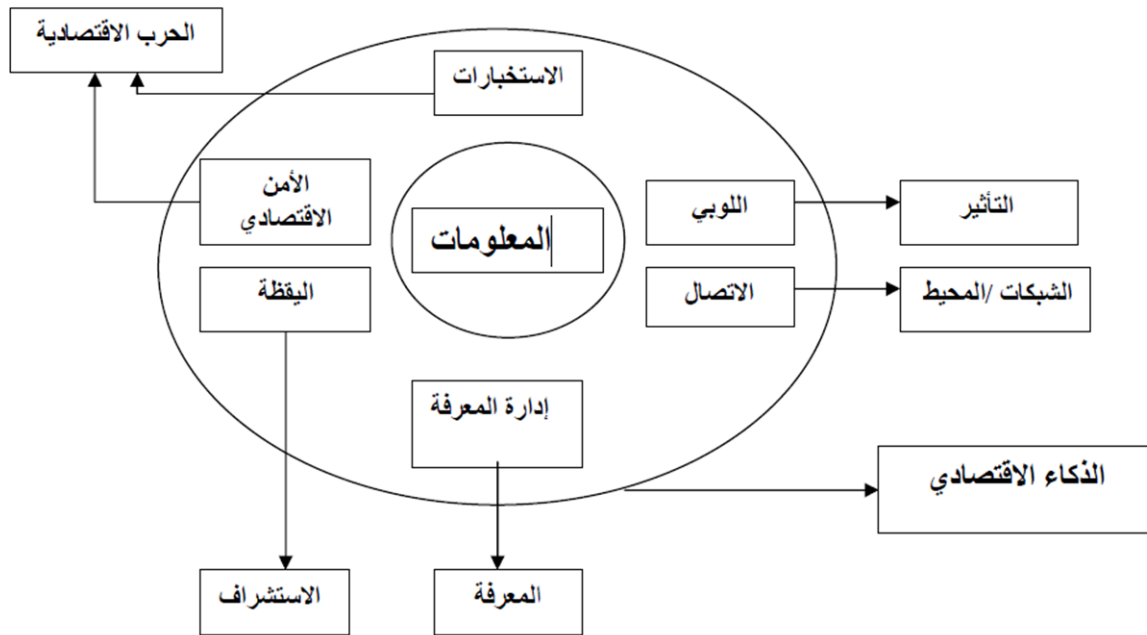 الحرب الاقتصادية
الاستخبارات
الأمن
الاقتصادي
اللوبي
التأثير
المعلومات
اليقظة
الاتصال
الشبكات /المحيط
إدارة المعرفة
الذكاء الاقتصادي
الاستشراف
المعرفة